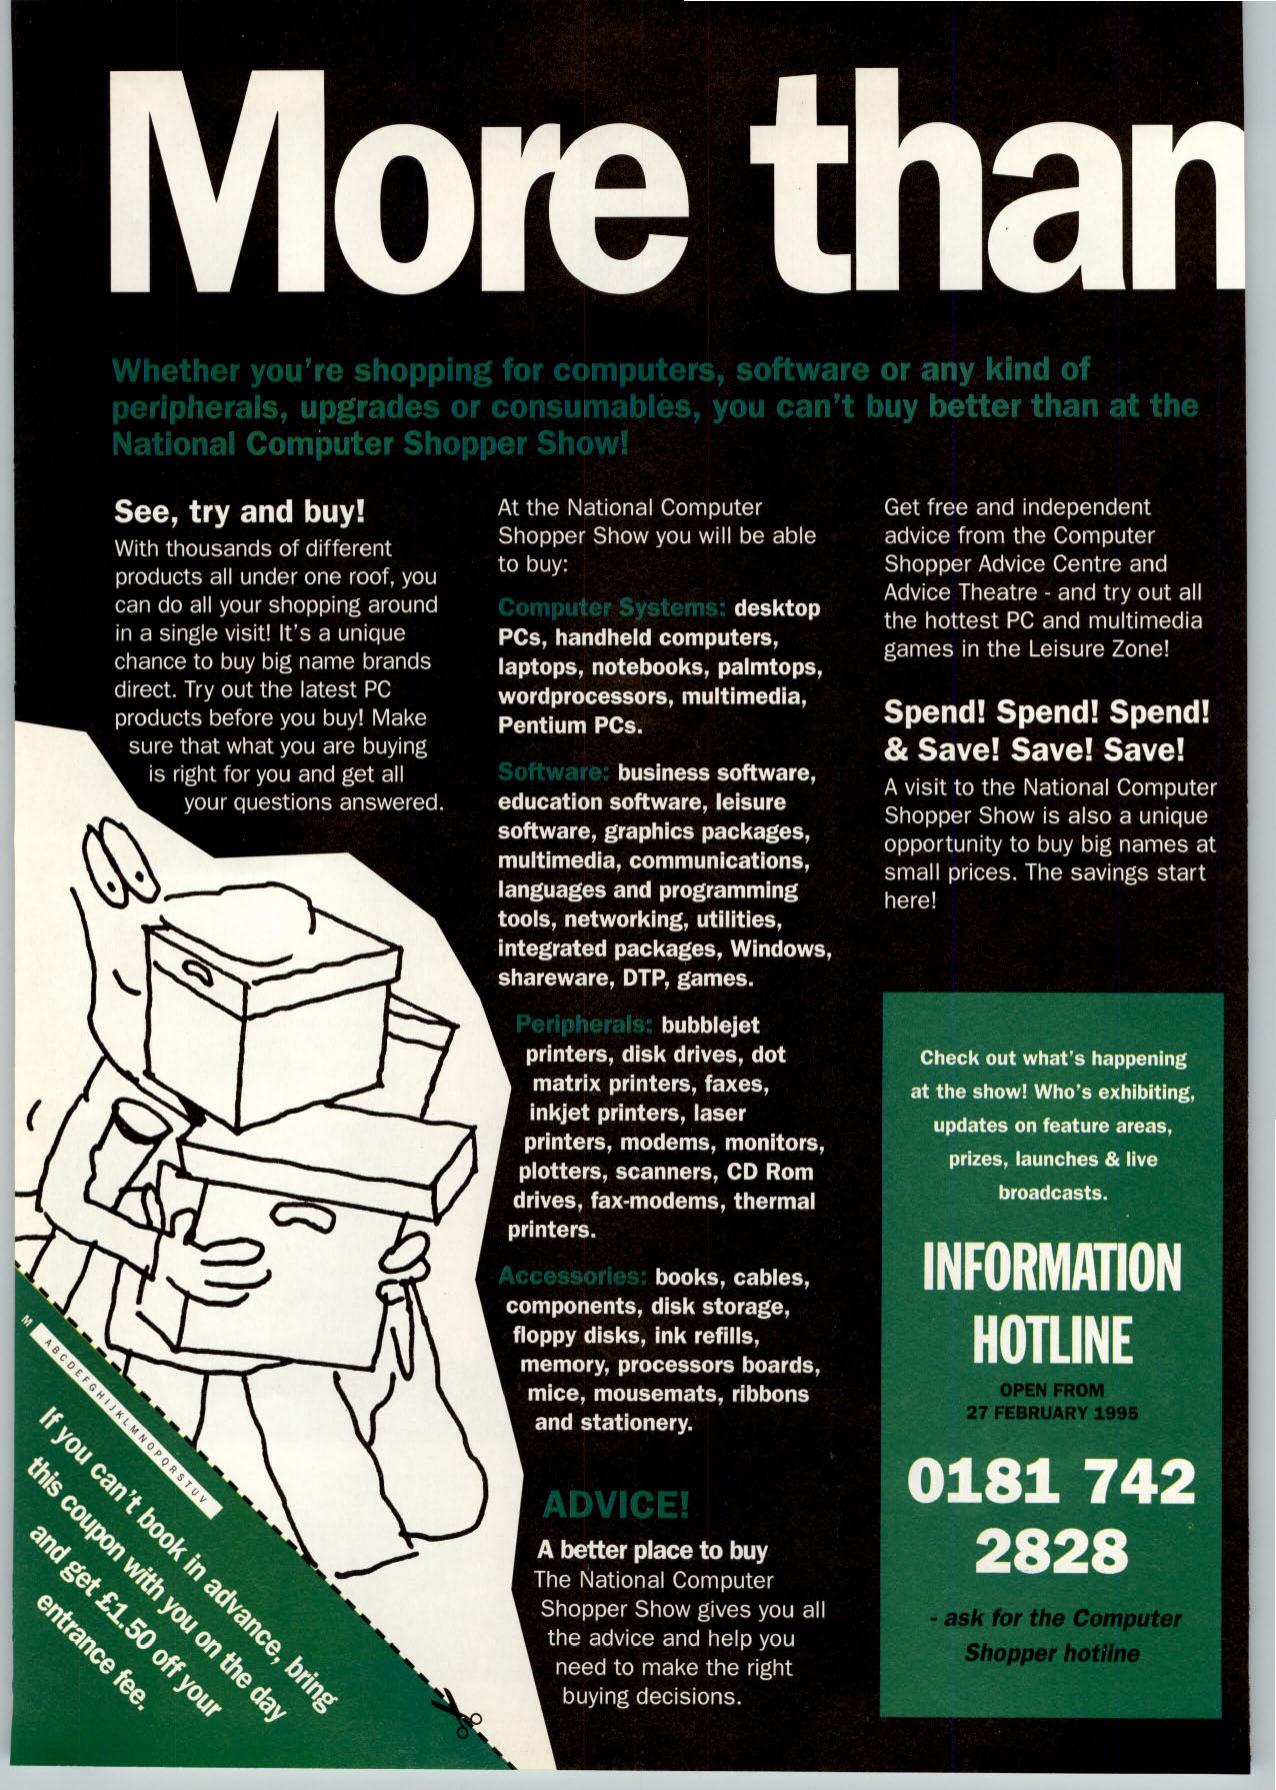 More than
Whether you're shopping for computers, software or any kind of
peripherals, upgrades or consumables, you can't buy better than at the
National Computer Shopper Show!
See, try and buy!
With thousands of different
products all under one roof, you
can do all your shopping around
in a single visit! It's a unique
chance to buy big name brands
direct. Try out the latest PC
products before you buy! Make
sure that what you are buying
is right for you and get all
your questions answered.
At the National Computer
Shopper Show you will be able
to buy:
Computer Systems: desktop
PCs, handheld computers,
laptops, notebooks, palmtops,
wordprocessors, multimedia,
Pentium PCs.
Software: business software,
education software, leisure
software, graphics packages,
multimedia, communications,
languages and programming
tools, networking, utilities,
integrated packages, Windows,
shareware, DTP, games.
Peripherals: bubblejet
printers, disk drives, dot
matrix printers, faxes,
inkjet printers, laser
printers, modems, monitors,
plotters, scanners, CD Rom
drives, fax-modems, thermal
printers.
Accessories: books, cables,
components, disk storage,
floppy disks, ink refills,
memory, processors boards,
mice, mousemats, ribbons
and stationery.
ADVICE!
A better place to buy
The National Computer
Shopper Show gives you all
the advice and help you
need to make the right
buying decisions.
Get free and independent
advice from the Computer
Shopper Advice Centre and
Advice Theatre - and try out all
the hottest PC and multimedia
games in the Leisure Zone!
Spend! Spend! Spend!
& Save! Save! Save!
A visit to the National Computer
Shopper Show is also a unique
opportunity to buy big names at
small prices. The savings start
here!
Check out what's happening
at the show! Who's exhibiting,
updates on feature areas,
prizes, launches & live
broadcasts.
INFORMATION
HOTLINE
OPEN FROM
27 FEBRUARY 1995
0181 742
2828
- ask for the Computer
Shopper hotline
M ABCDEFGHIJKLMNOPQRSTUV
If you can't book in advance, bring
this coupon with you on the day
and get £1.50 off your
entrance fee.